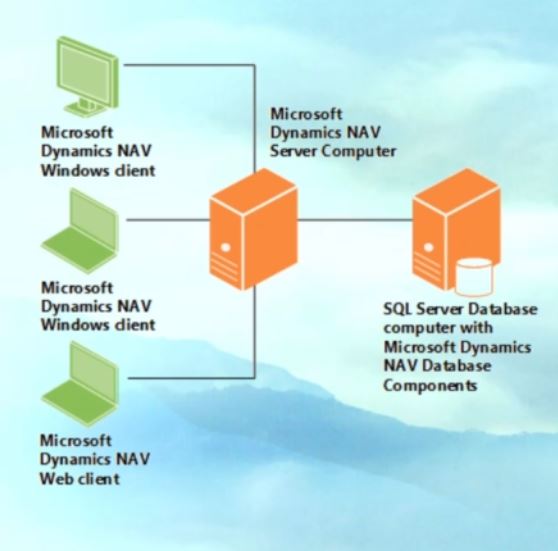 Microsoft
Dynamics NAV
Windows client
Microsoft
Dynamics NAV
Server Computer
Microsoft
Dynamics NAV
Windows client
SQL Server Database
computer with
Microsoft Dynamics
NAV Database
Components
Microsoft
Dynamics NAV
Web client